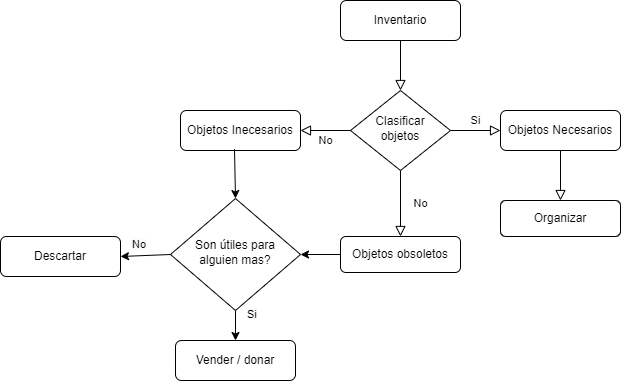 Inventario
Clasificar
objetos
Si
No
Objetos Inecesarios
Objetos Necesarios
No
Organizar
Son útiles para
alguien mas?
Objetos obsoletos
No
Descartar
Si
Vender / donar